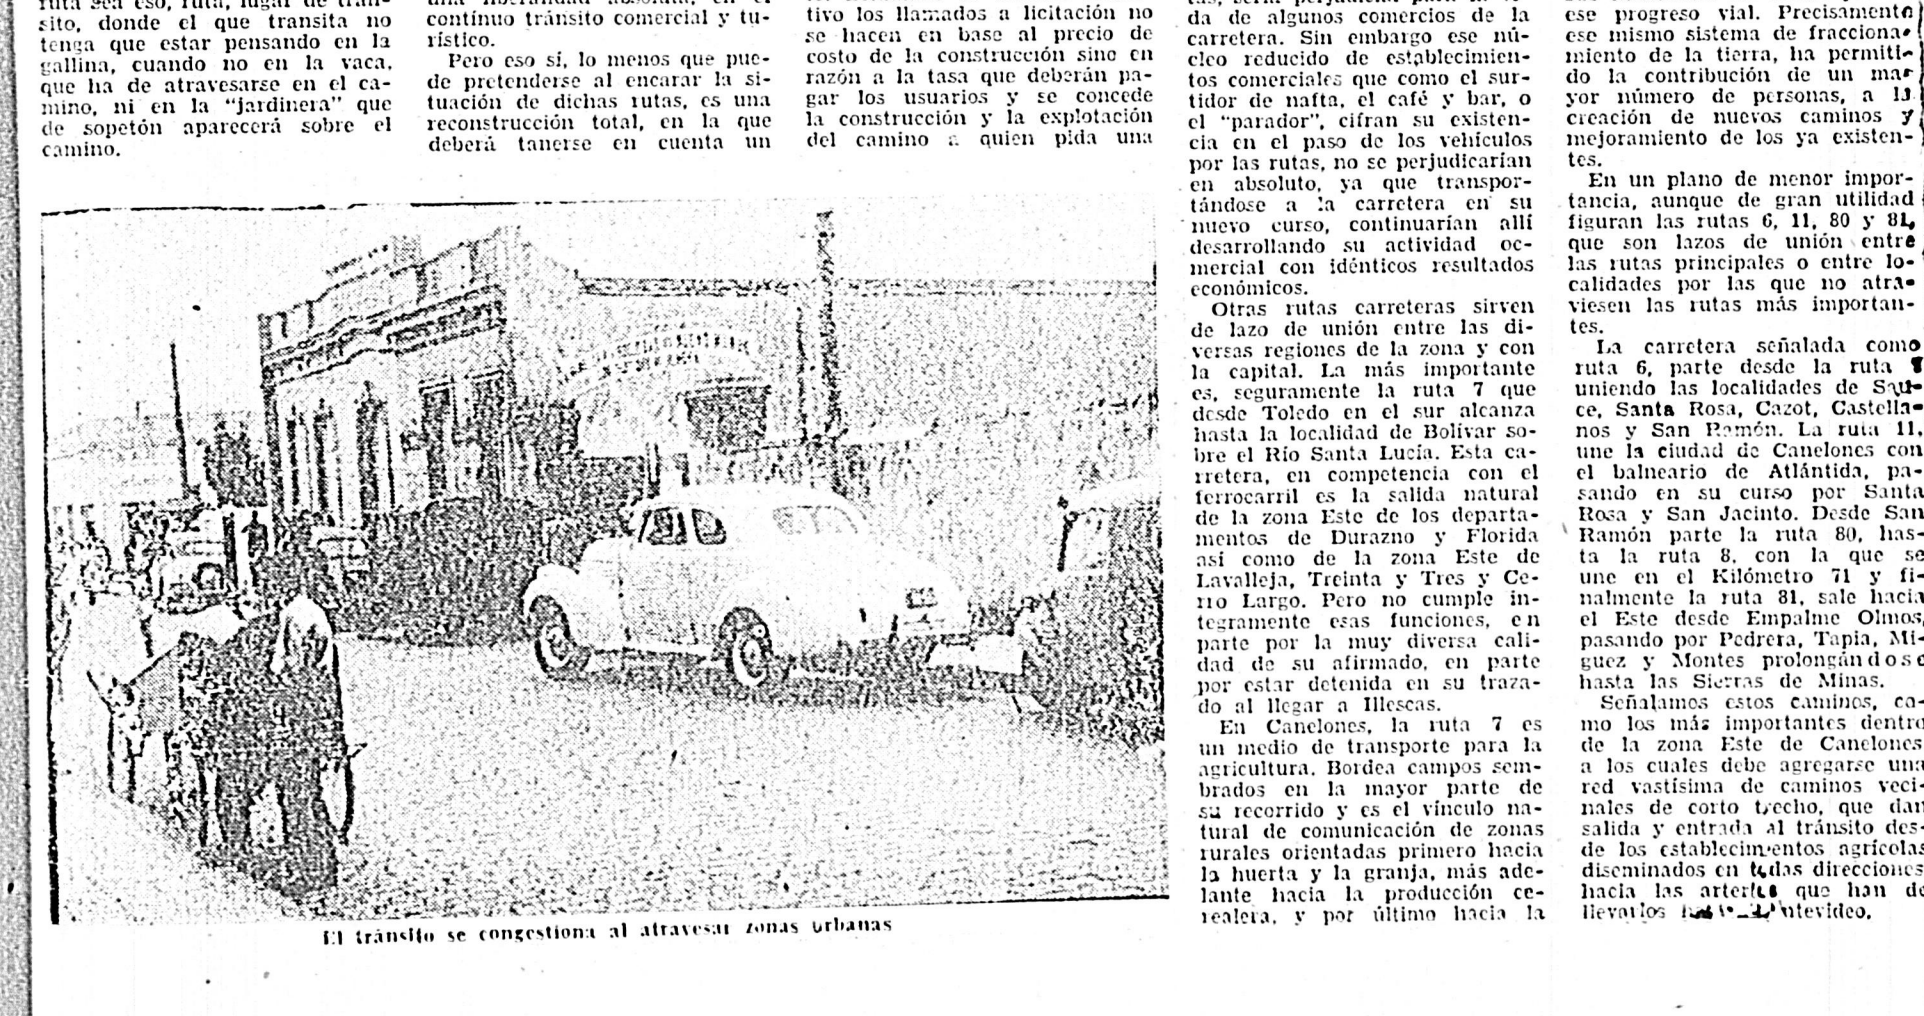 ruta sea eso, ruta, lugar de trán-
sito, donde el que transita no
tenga que estar pensando en la
gallina, cuando no en la vaca,
que ha de atravesarse en el ca-
mino, ni en la “jardinera” que
de sopetón aparecerá sobre el
camino.
una liberalidad absoluta, en el
contínuo tránsito comercial y tu-
rístico.
Pero eso sí, lo menos que pue-
de pretenderse al encarar la si-
tuación de dichas rutas, es una
reconstrucción total, en la que
deberá tanerse en cuenta un
tivo los llamados a licitación no
se hacen en base al precio de
costo de la construcción sino en
razón a la tasa que deberán pa-
gar los usuarios y se concede
la construcción y la explotación
del camino a quien pida una
El tránsito se congestiona al atravesar zonas urbanas
da de algunos comercios de la
carretera. Sin embargo ese nú-
cleo reducido de establecimien-
tos comerciales que como el sur-
tidor de nafta, el café y bar, o
el “parador”, cifran su existen-
cia en el paso de los vehículos
por las rutas, no se perjudicarían
en absoluto, ya que transpor-
tándose a la carretera en su
nuevo curso, continuarían allí
desarrollando su actividad oc-
mercial con idénticos resultados
económicos.
Otras rutas carreteras sirven
de lazo de unión entre las di-
versas regiones de la zona y con
la capital. La más importante
es, seguramente la ruta 7 que
desde Toledo en el sur alcanza
hasta la localidad de Bolívar so-
bre el Río Santa Lucía. Esta ca-
rretera, en competencia con el
ferrocarril es la salida natural
de la zona Este de los departa-
mentos de Durazno y Florida
así como de la zona Este de
Lavalleja, Treinta y Tres y Ce-
rro Largo. Pero no cumple in-
tegramente esas funciones, en
parte por la muy diversa cali-
dad de su afirmado, en parte
por estar detenida en su traza-
do al llegar a Illescas.
En Canelones, la ruta 7 es
un medio de transporte para la
agricultura. Bordea campos sem-
brados en la mayor parte de
su recorrido y es el vínculo na-
tural de comunicación de zonas
rurales orientadas primero hacia
la huerta y la granja, más ade-
lante hacia la producción ce-
realera, y por último hacia la
ese progreso vial. Precisamente
ese mismo sistema de fracciona-
miento de la tierra, ha permiti-
do la contribución de un ma-
yor número de personas, a la
creación de nuevos caminos y
mejoramiento de los ya existen-
tes.
En un plano de menor impor-
tancia, aunque de gran utilidad
figuran las rutas 6, 11, 80 y 81,
que son lazos de unión entre
las rutas principales o entre lo-
calidades por las que no atra-
viesen las rutas más importan-
tes.
La carretera señalada como
ruta 6, parte desde la ruta
uniendo las localidades de Sau-
ce, Santa Rosa, Cazot, Castella-
nos y San Ramón. La ruta 11,
une la ciudad de Canelones con
el balneario de Atlántida, pa-
sando en su curso por Santa
Rosa y San Jacinto. Desde San
Ramón parte la ruta 80, has-
ta la ruta 8, con la que se
une en el Kilómetro 71 y fi-
nalmente la ruta 81, sale hacia
el Este desde Empalme Olmos,
pasando por Pedrera, Tapia, Mi-
guez y Montes prolongándose
hasta las Sierras de Minas.
Señalamos estos caminos, co-
mo los más importantes dentro
de la zona Este de Canelones
a los cuales debe agregarse una
red vastísima de caminos veci-
nales de corto trecho, que dan
salida y entrada al tránsito des-
de los establecimientos agrícolas
diseminados en todas direcciones
hacia las arterias que han de
llevarlos